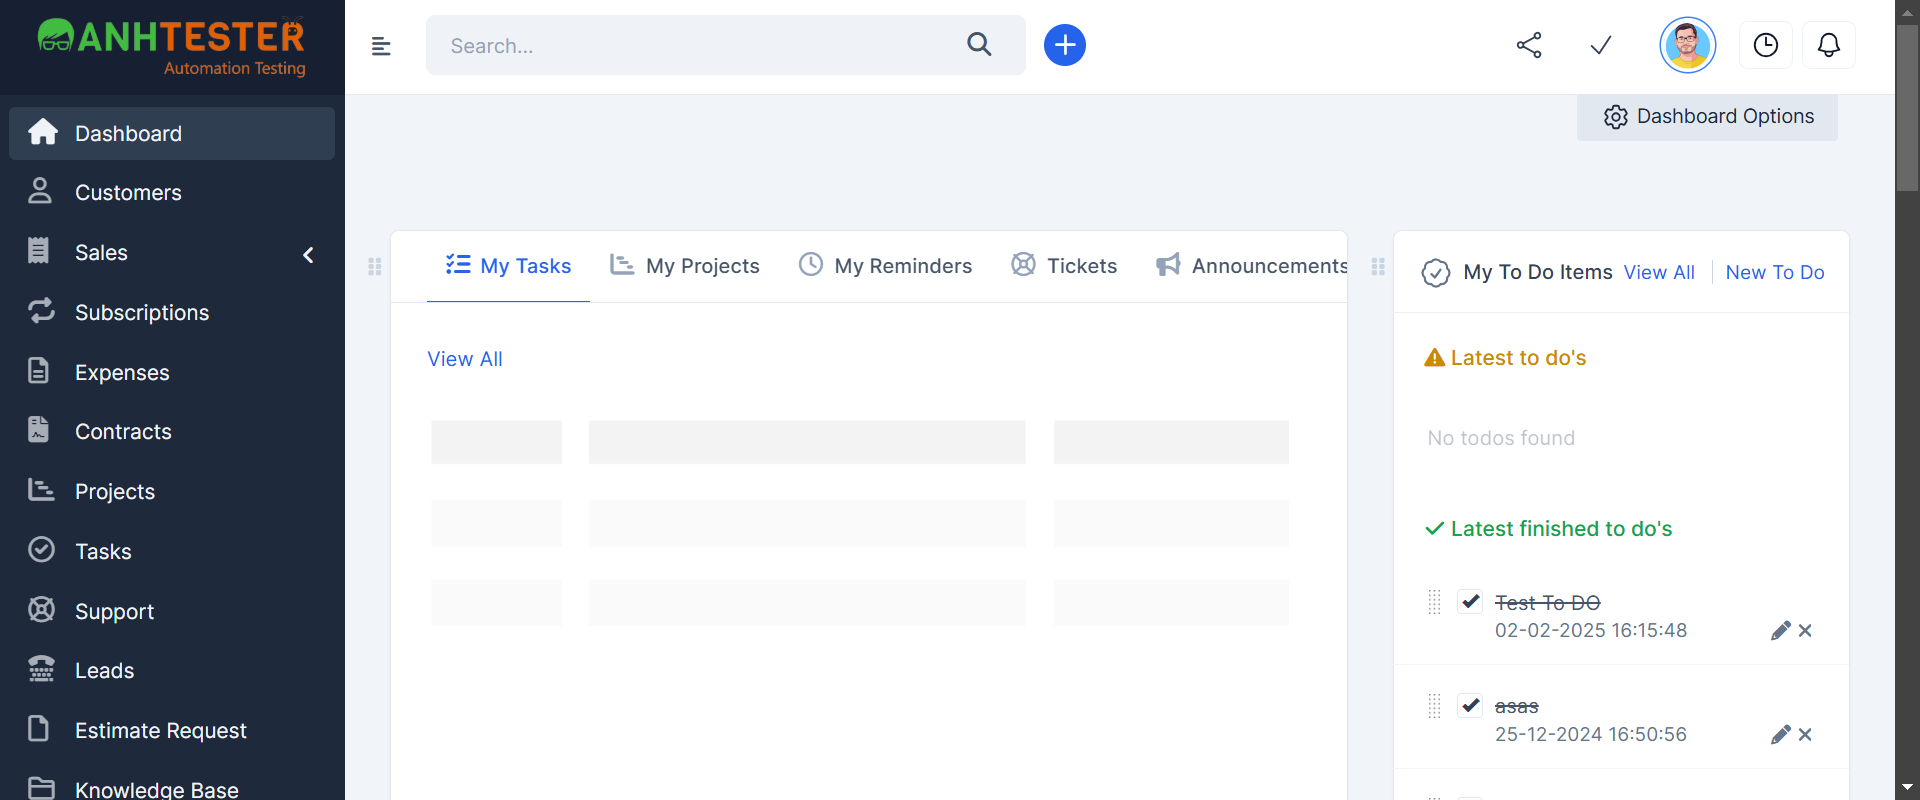 ANHTESTER
Automation Testing
Search...
Dashboard
Customers
Sales
Subscriptions
Expenses
Contracts
Projects
Tasks
Support
Leads
Estimate Request
Knowledge Base
Dashboard Options
My Tasks
My Projects
My Reminders
Tickets
Announcements
View All
My To Do Items
View All
New To Do
Latest to do's
No todos found
Latest finished to do's
Test To DO
02-02-2025 16:15:48
asas
25-12-2024 16:50:56